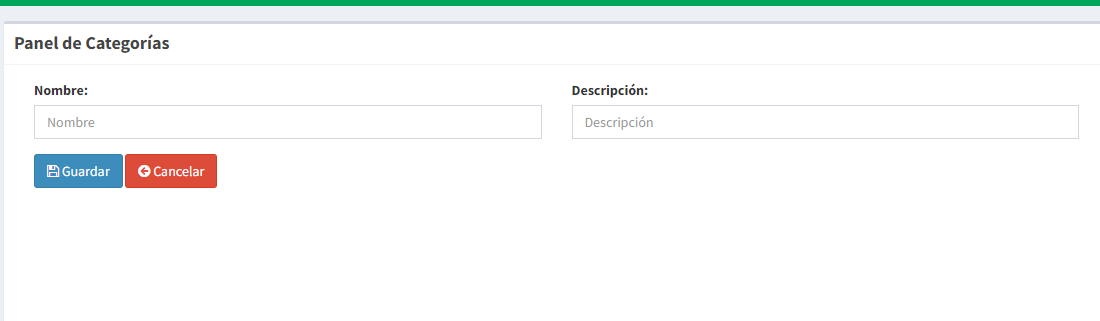 Panel de Categorías
Nombre: Descripción:
Nombre Descripción
Guardar Cancelar